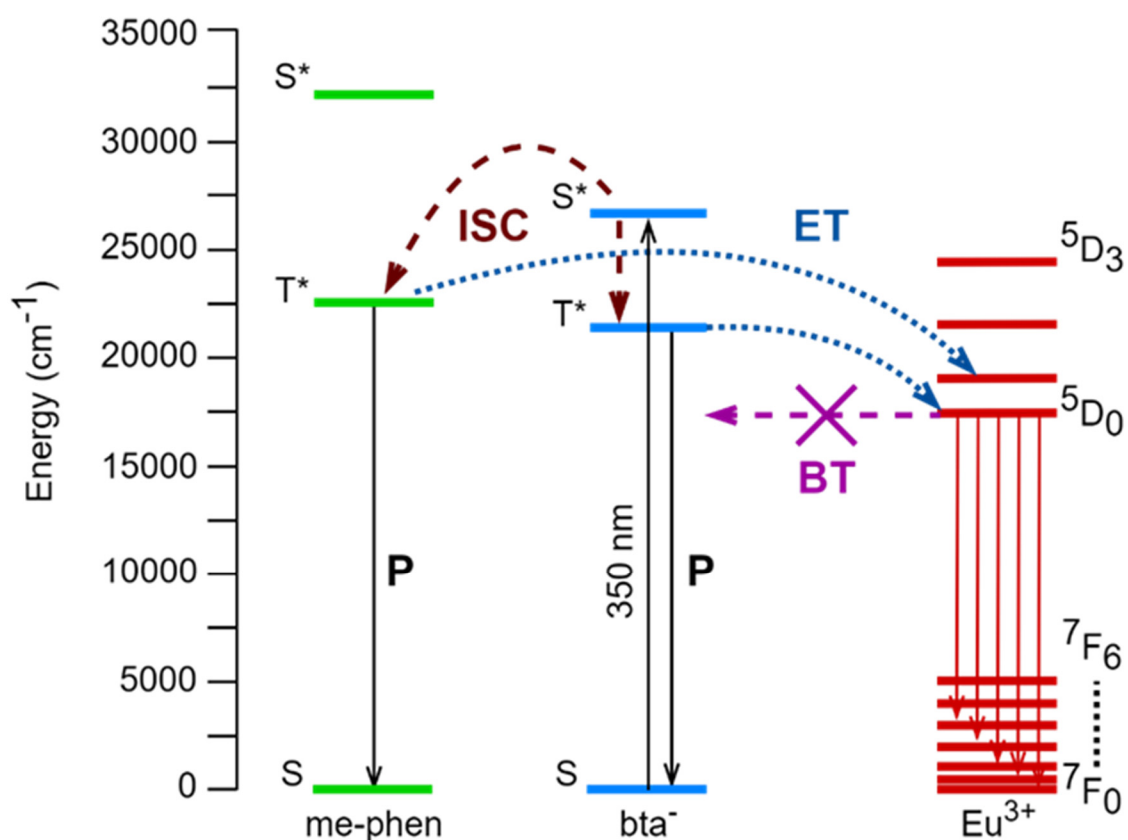 35000
30000
25000
20000
15000
10000
5000
0
Energy (cm⁻¹)
S*
T*
S
P
me-phen
ISC
S*
T*
S
350 nm
P
bta⁻
ET
BT
⁵D₃
⁵D₀
⁷F₆
⁷F₀
Eu³⁺